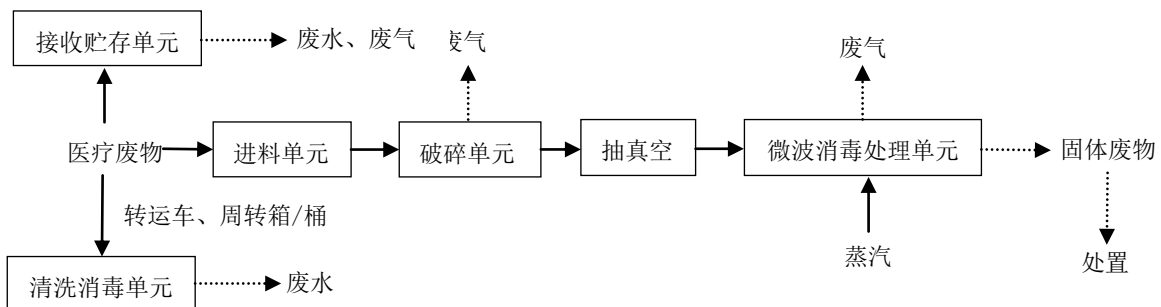 接收贮存单元
废水、废气
废气
废气
医疗废物
进料单元
破碎单元
抽真空
微波消毒处理单元
固体废物
转运车、周转箱/桶
蒸汽
处置
清洗消毒单元
废水